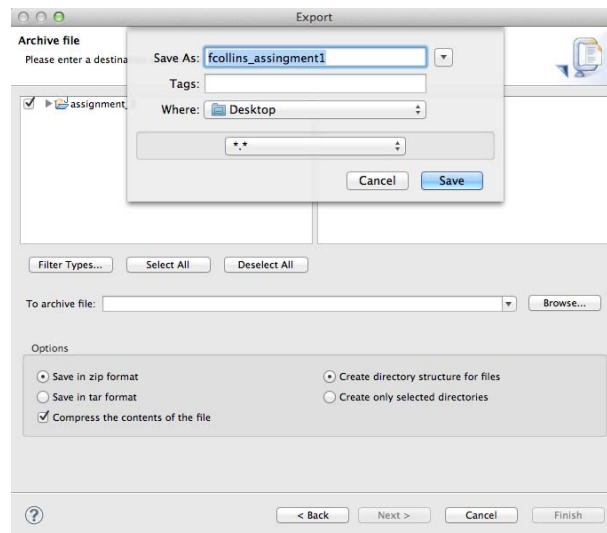 Export
Archive file
Please enter a destina
Save As: fcollins_assingment1
Tags:
Where: Desktop
*.*
Cancel Save
assignment_
Filter Types... Select All Deselect All
To archive file: Browse...
Options
Save in zip format Create directory structure for files
Save in tar format Create only selected directories
Compress the contents of the file
? < Back Next > Cancel Finish